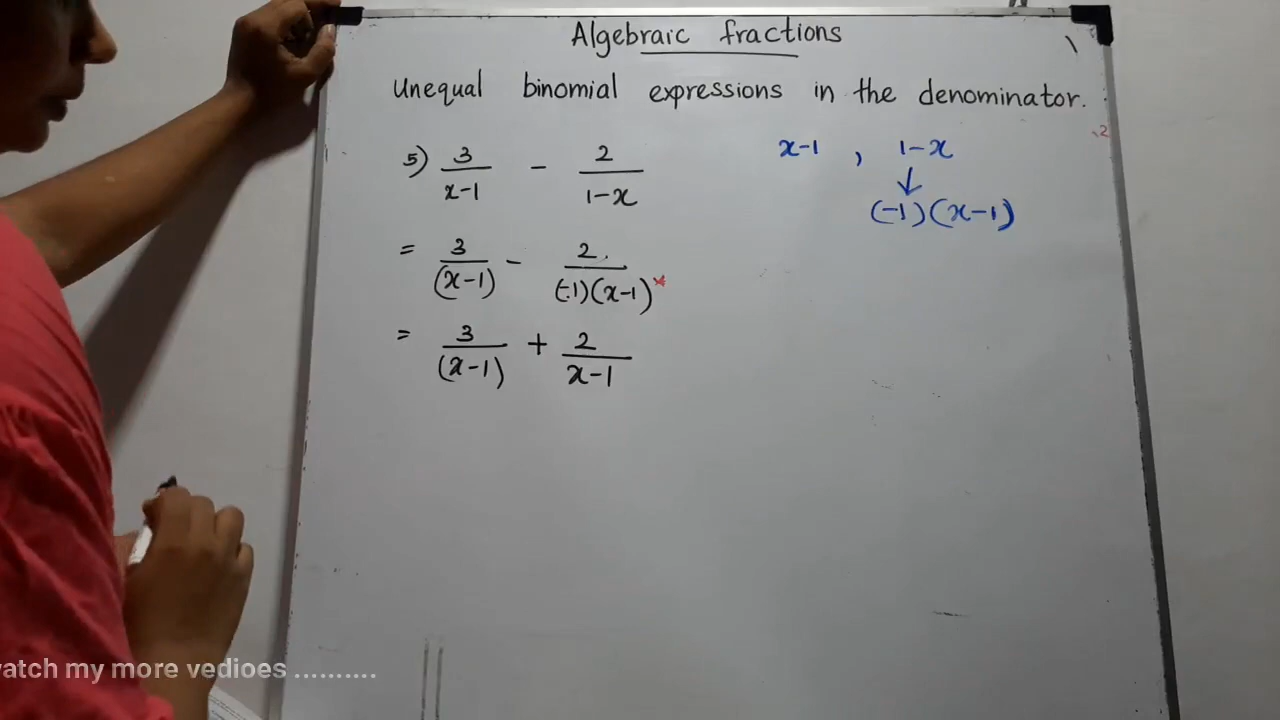 Algebraic fractions
Unequal binomial expressions in the denominator.
5) 3/(x-1) - 2/(1-x)
x-1 , 1-x
↓
(-1)(x-1)
= 3/(x-1) - 2/((-1)(x-1))*
= 3/(x-1) + 2/(x-1)
watch my more vedioes ..........